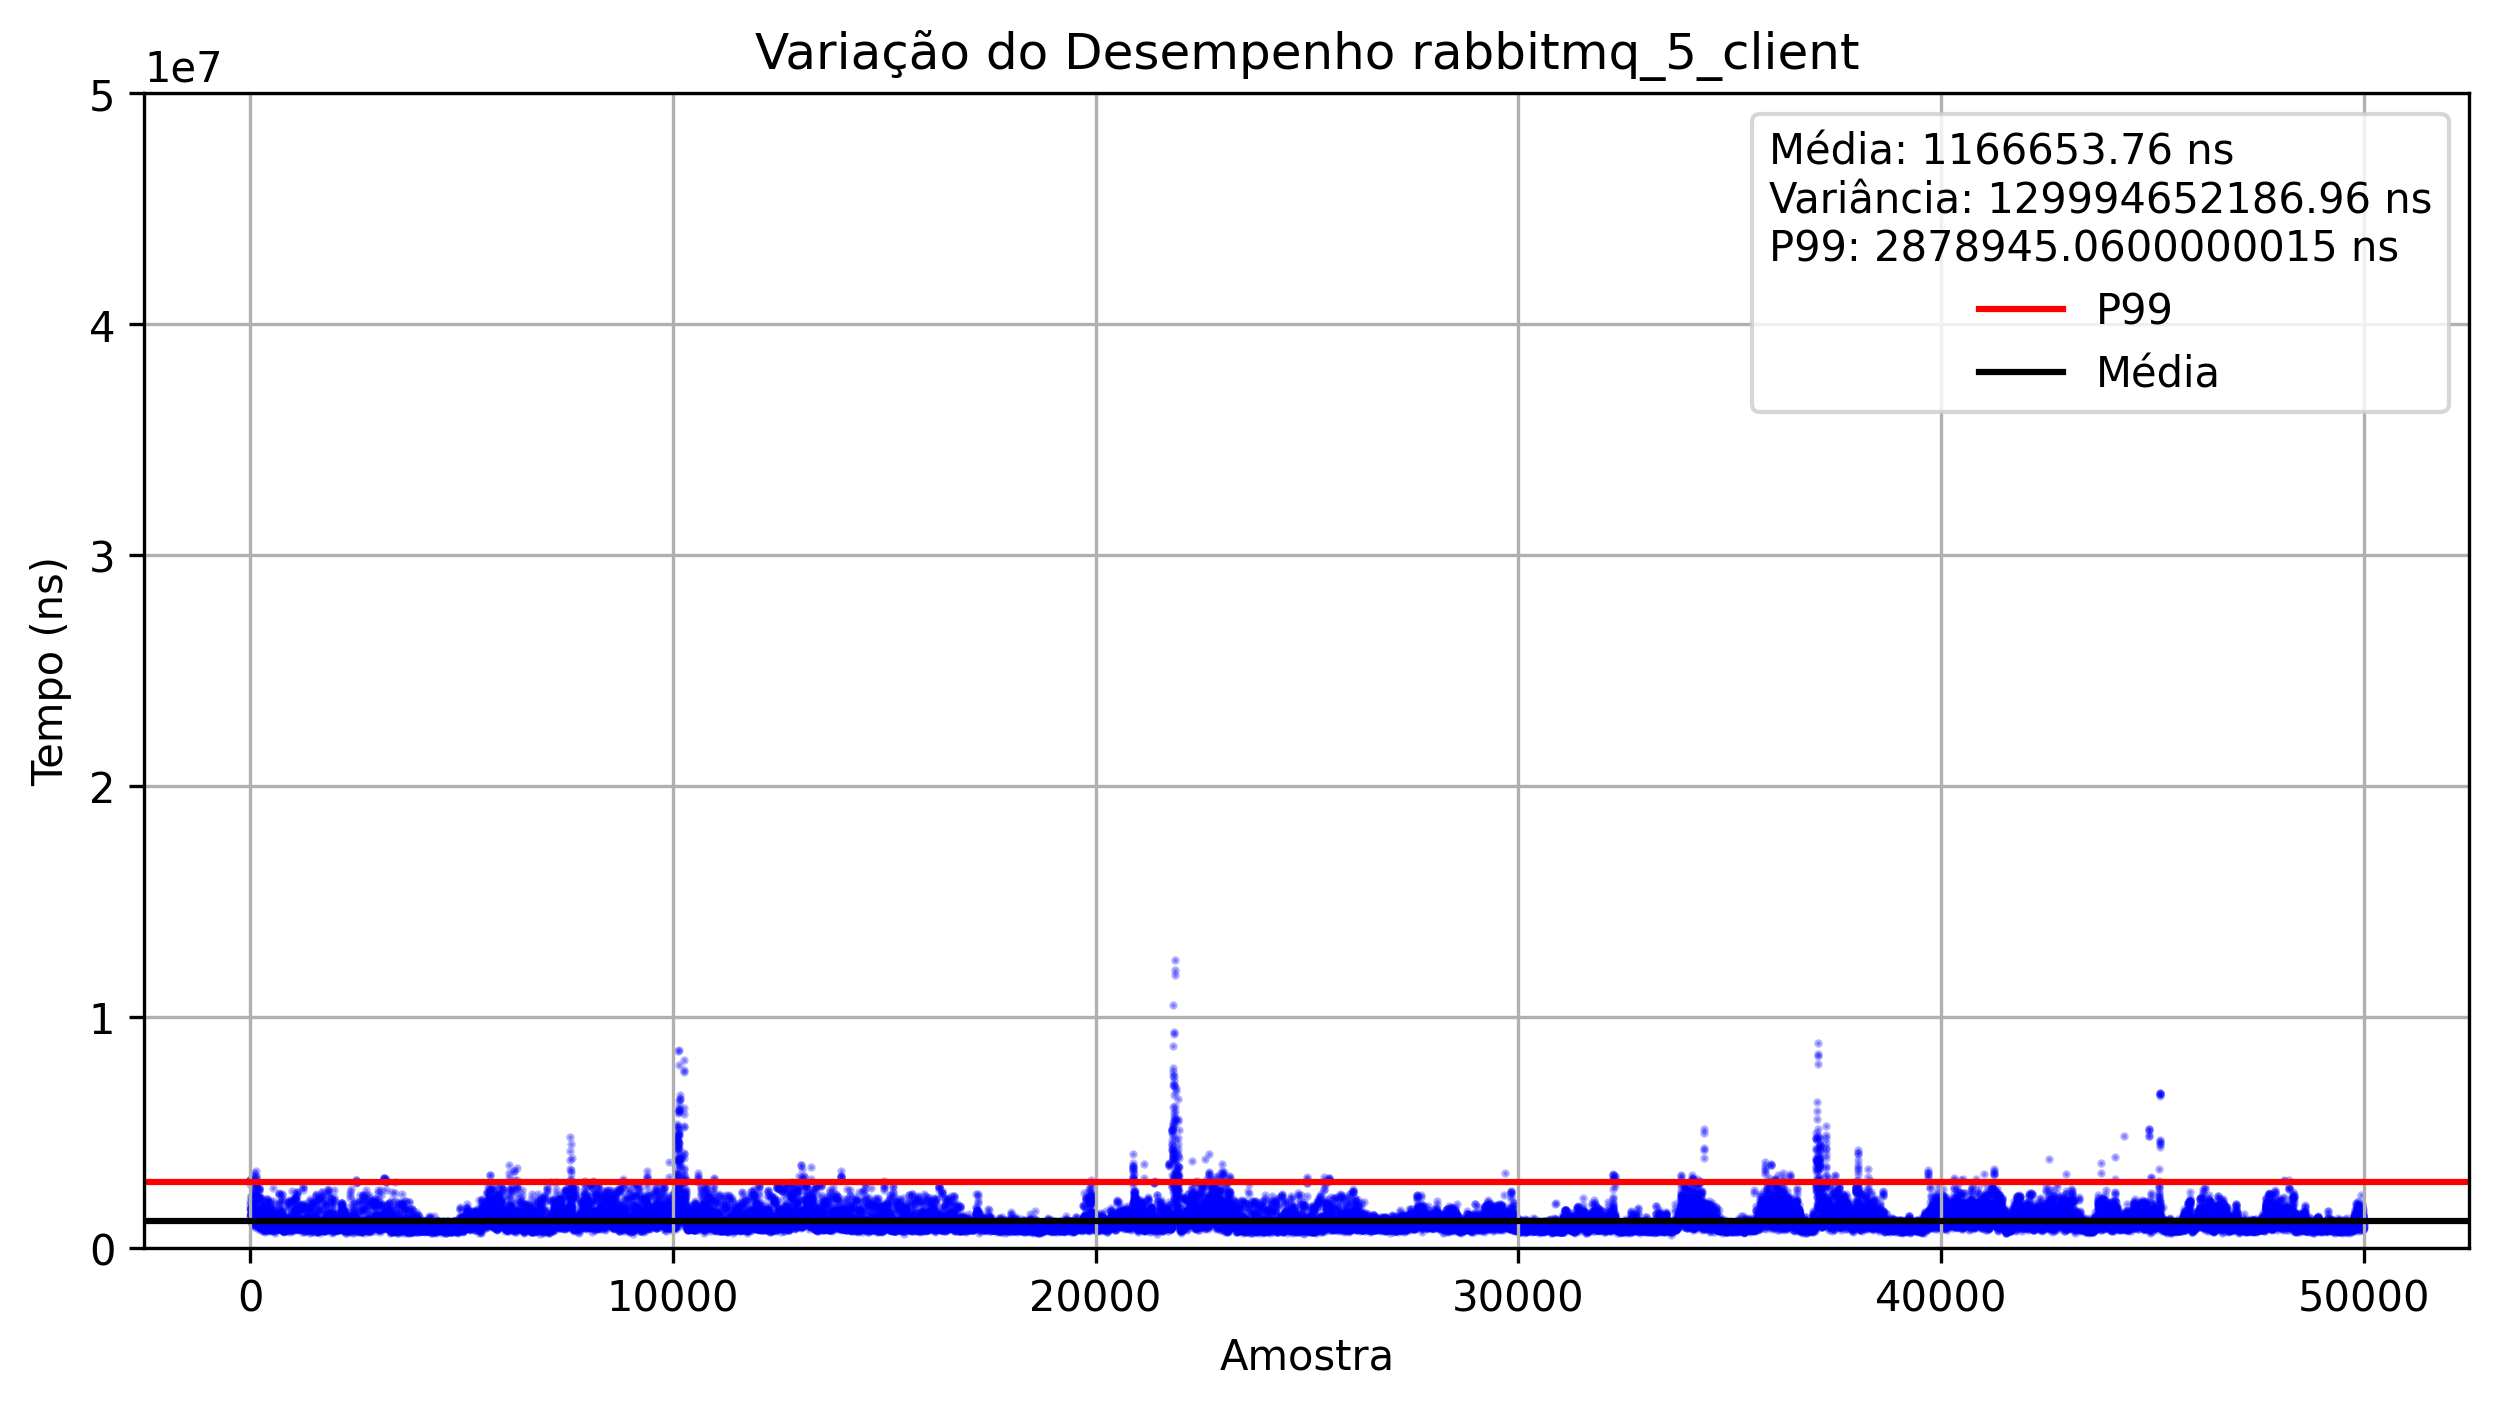 Variação do Desempenho rabbitmq_5_client
1e7
5
4
3
2
1
0
Tempo (ns)
Média: 1166653.76 ns
Variância: 129994652186.96 ns
P99: 2878945.0600000015 ns
P99
Média
0 10000 20000 30000 40000 50000
Amostra